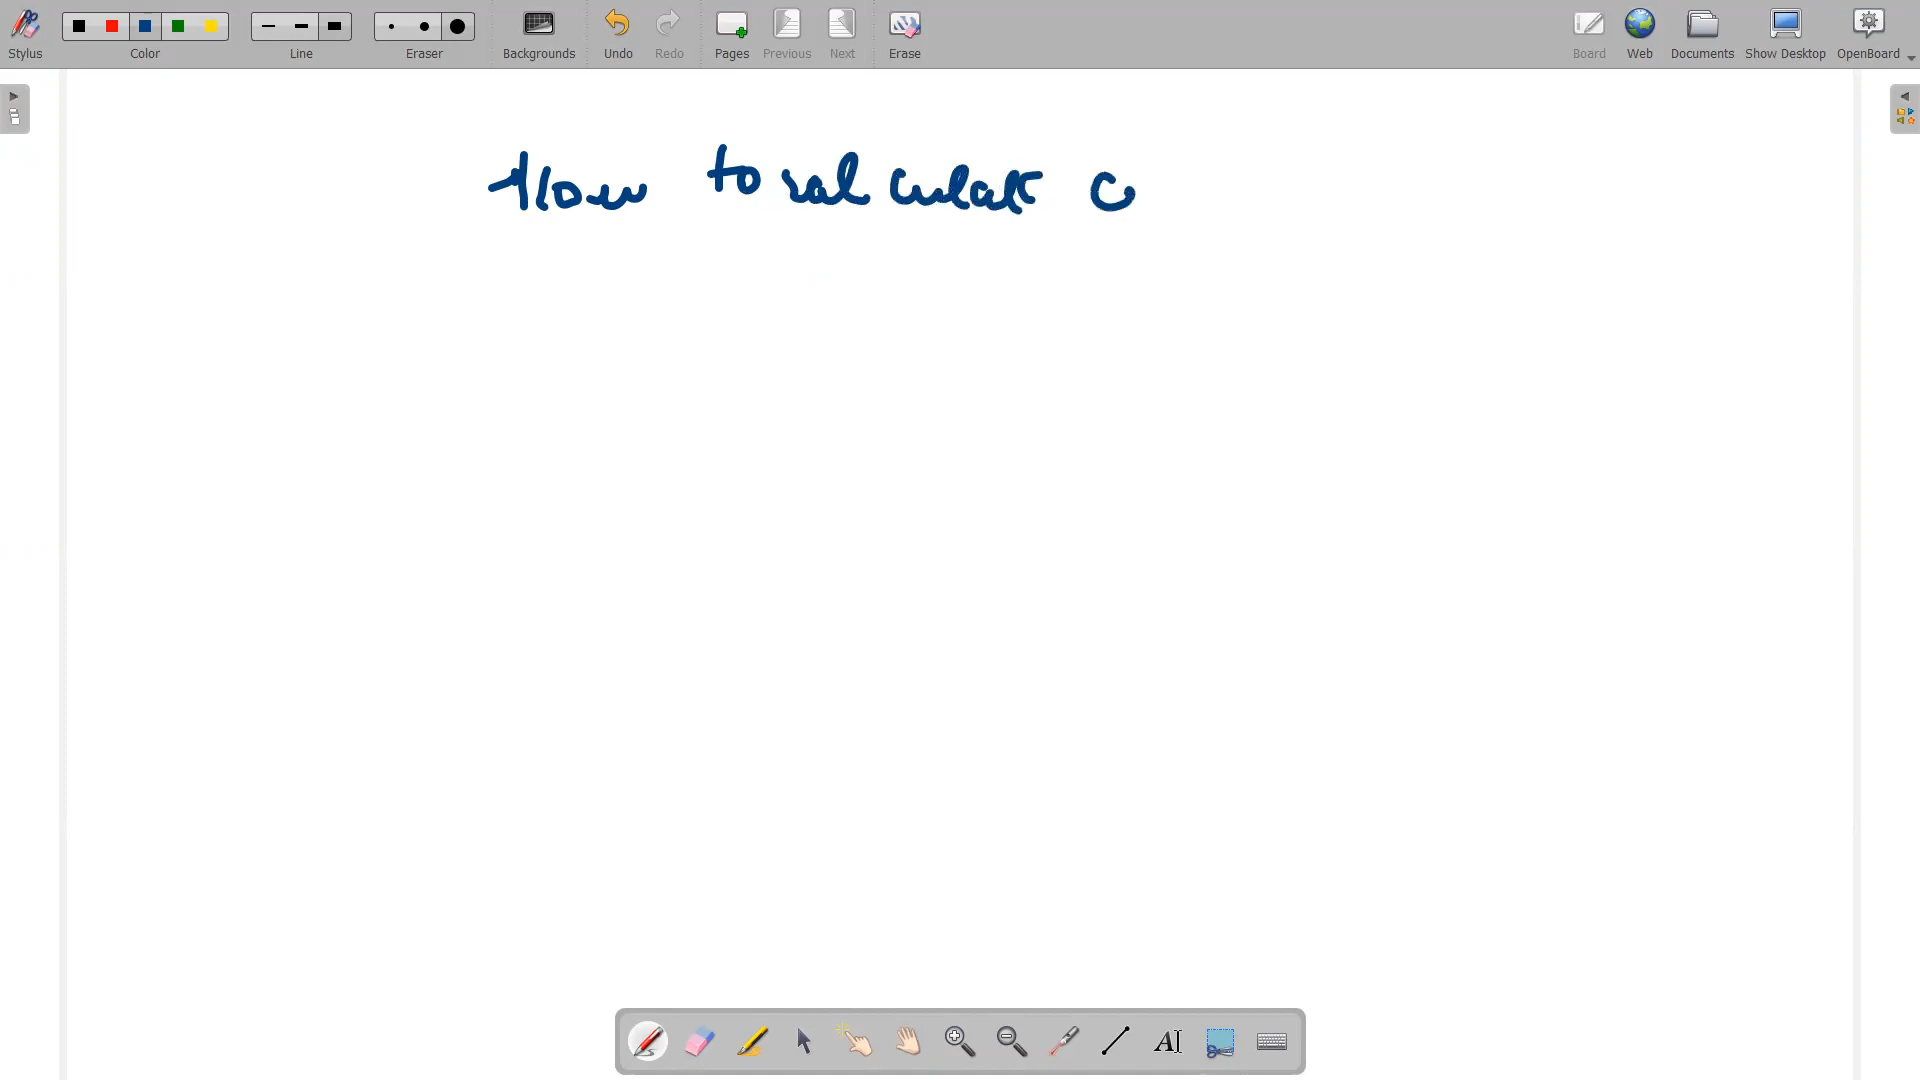 Stylus Color Line Eraser Backgrounds Undo Redo Pages Previous Next Erase Board Web Documents Show Desktop OpenBoard
How to calculate c
A